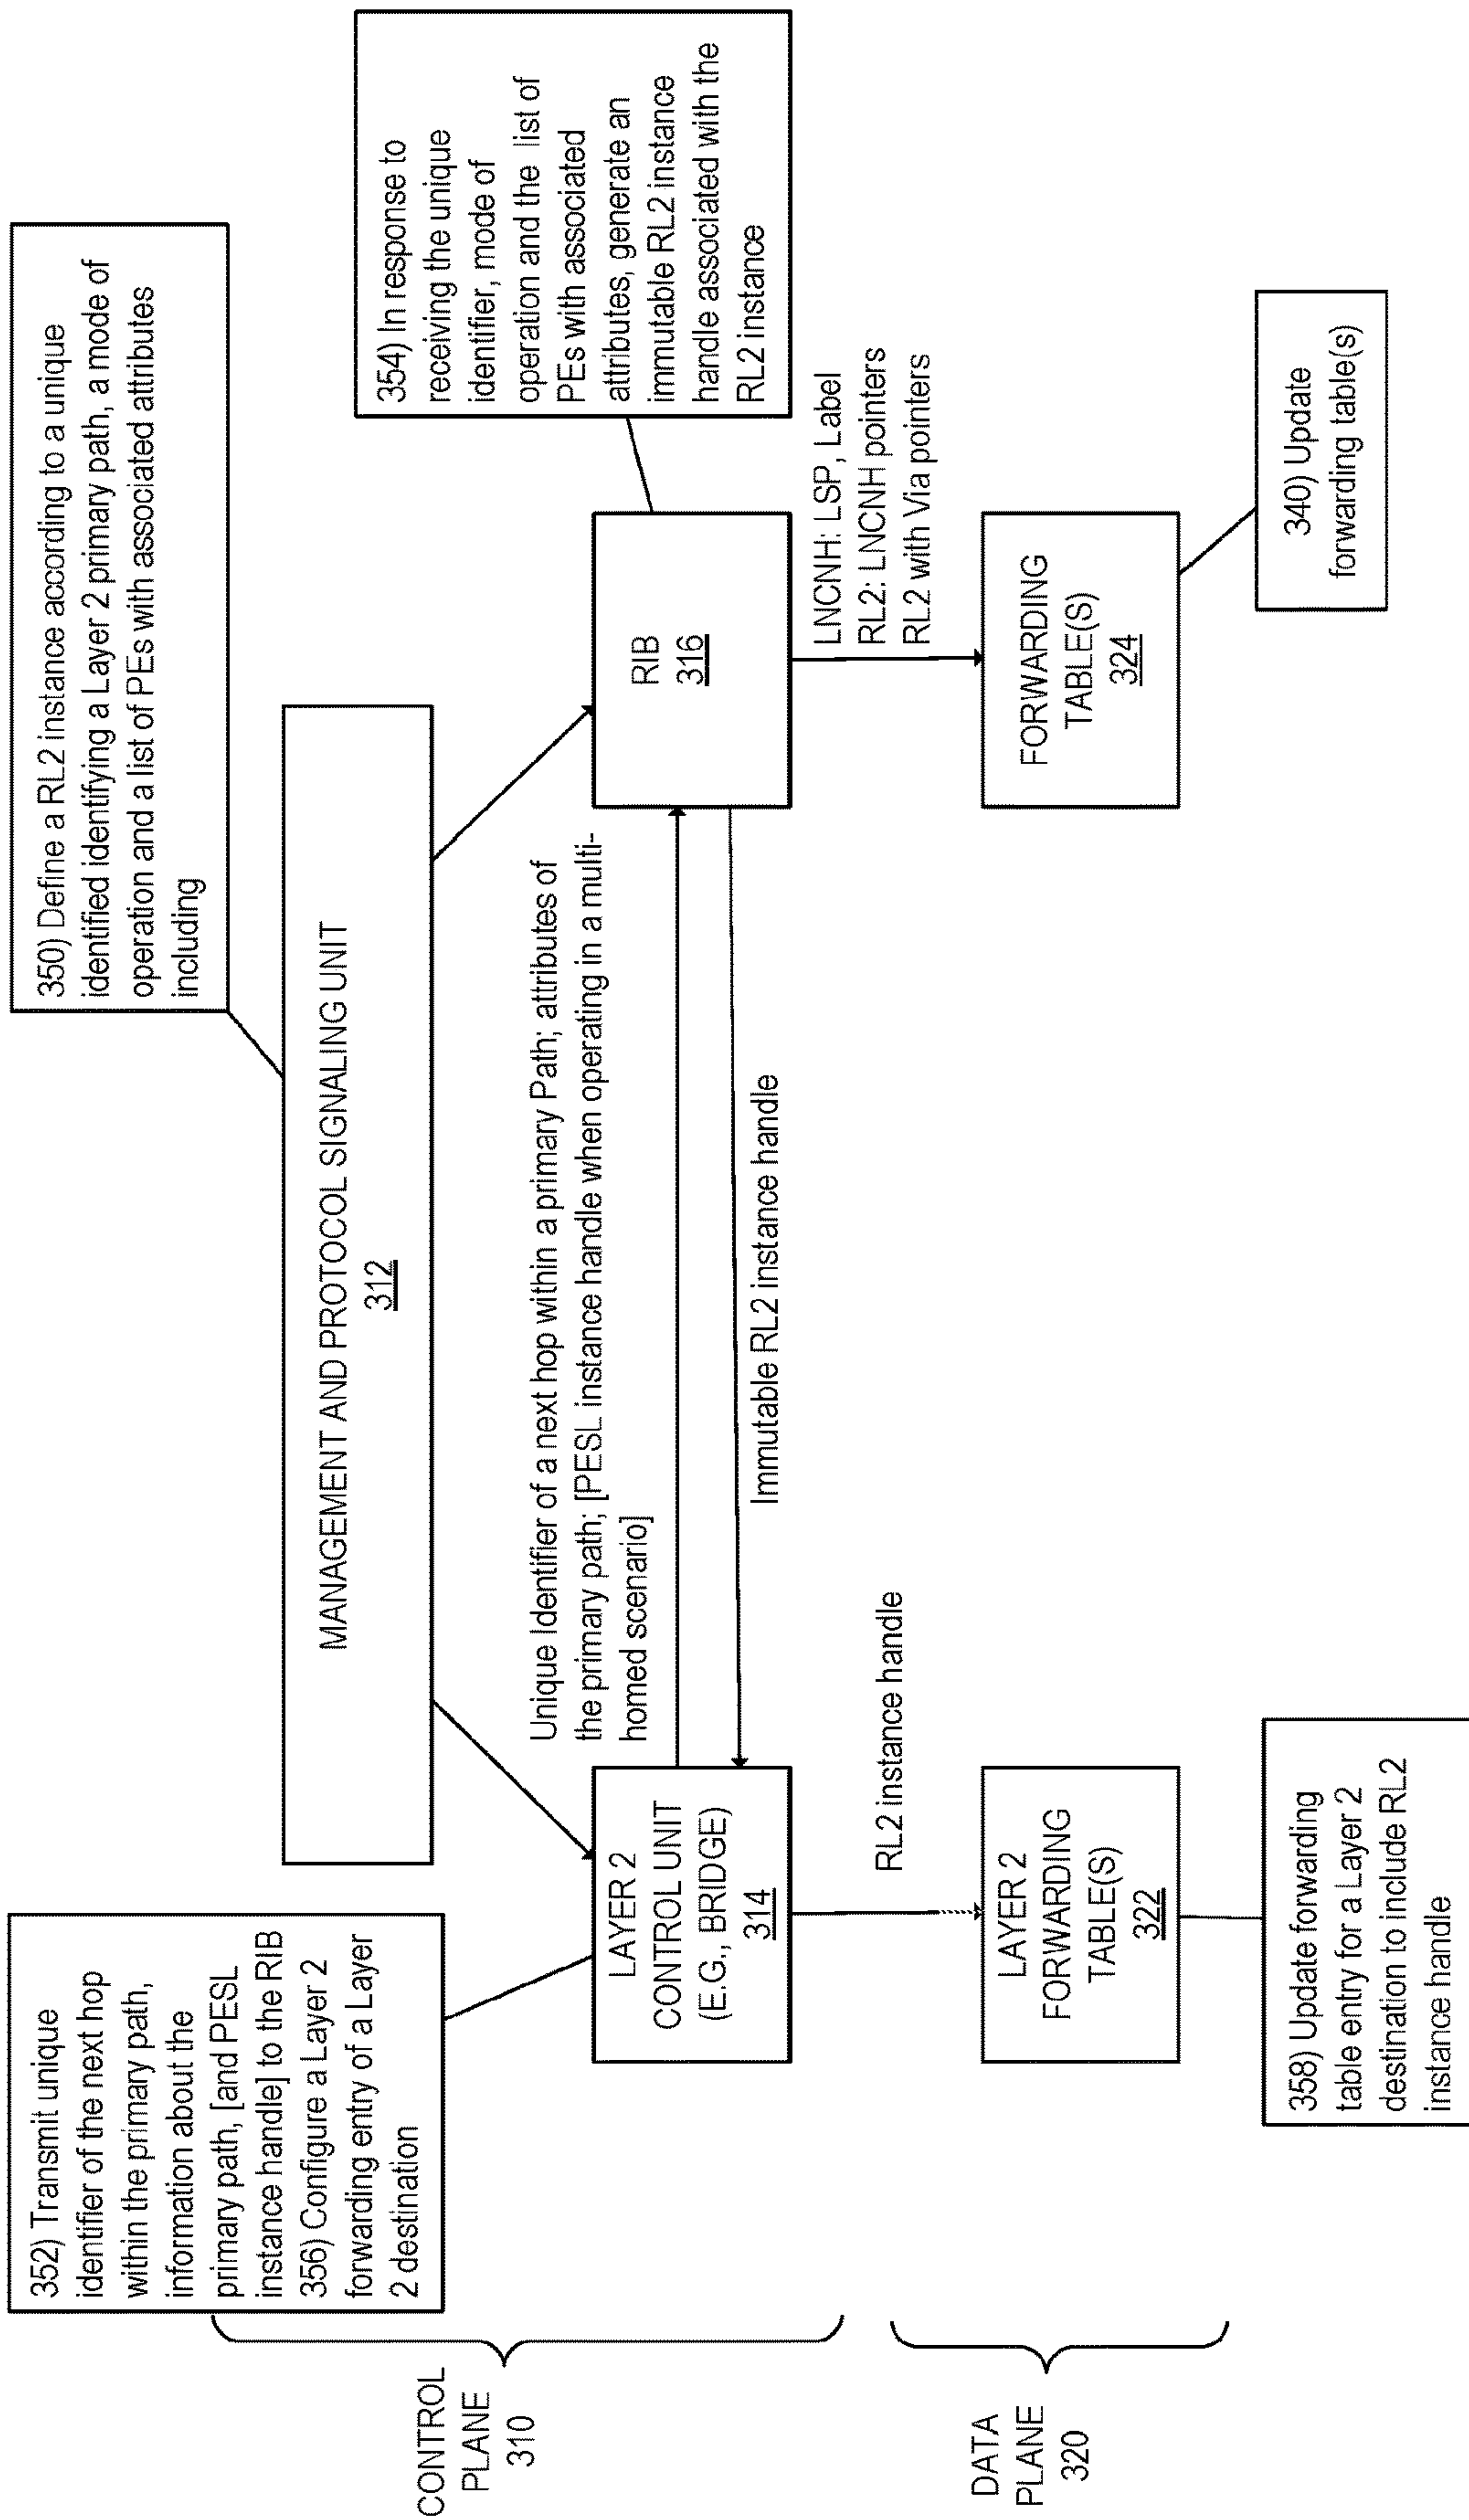 350) Define a RL2 instance according to a unique
identified identifying a Layer 2 primary path, a mode of
operation and a list of PEs with associated attributes
including
352) Transmit unique
identifier of the next hop
within the primary path,
information about the
primary path, [and PESL
instance handle] to the RIB
356) Configure a Layer 2
forwarding entry of a Layer
2 destination
MANAGEMENT AND PROTOCOL SIGNALING UNIT
312
354) In response to
receiving the unique
identifier, mode of
operation and the list of
PEs with associated
attributes, generate an
immutable RL2 instance
handle associated with the
RL2 instance
CONTROL
PLANE
310
Unique Identifier of a next hop within a primary Path; attributes of
the primary path; [PESL instance handle when operating in a multi-
homed scenario]
LAYER 2
CONTROL UNIT
(E.G., BRIDGE)
314
RIB
316
Immutable RL2 instance handle
RL2 instance handle
LNCNH: LSP, Label
RL2: LNCNH pointers
RL2 with Via pointers
DATA
PLANE
320
LAYER 2
FORWARDING
TABLE(S)
322
FORWARDING
TABLE(S)
324
358) Update forwarding
table entry for a Layer 2
destination to include RL2
instance handle
340) Update
forwarding table(s)